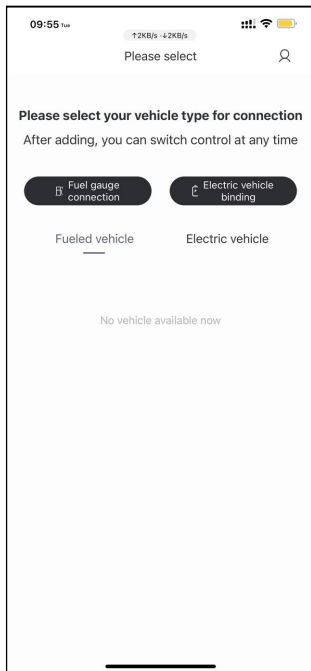 09:55 Tue
↑2KB/s·↓2KB/s
Please select
Please select your vehicle type for connection
After adding, you can switch control at any time
Fuel gauge
connection
Electric vehicle
binding
Fueled vehicle
Electric vehicle
No vehicle available now